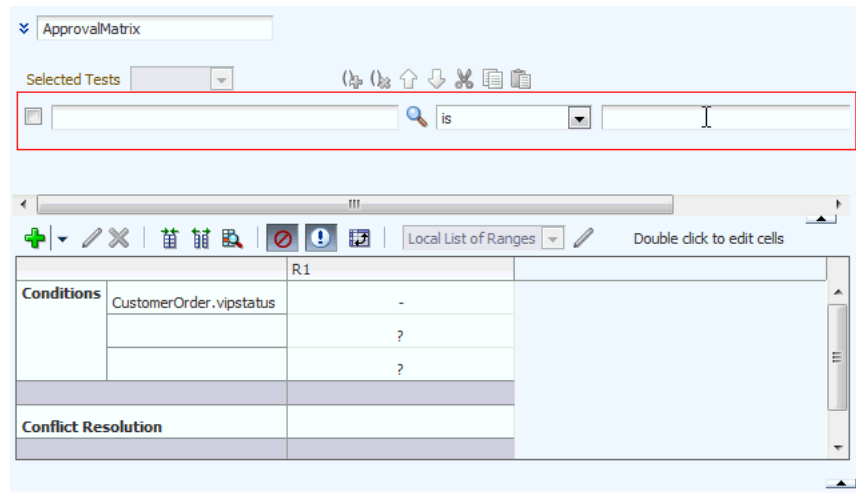 ApprovalMatrix
Selected Tests
is
Local List of Ranges Double click to edit cells
R1
Conditions CustomerOrder.vipstatus -
?
?
Conflict Resolution